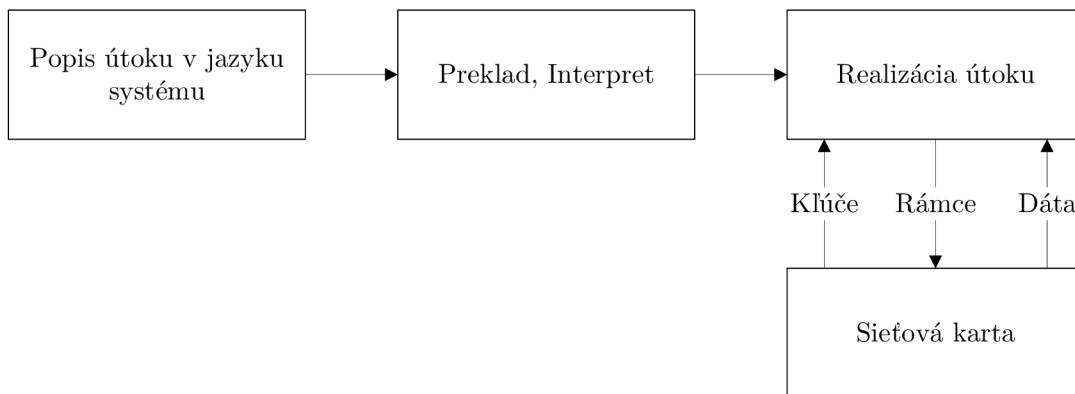 Popis útoku v jazyku
systému
Preklad, Interpret
Realizácia útoku
Kľúče
Rámce
Dáta
Sieťová karta